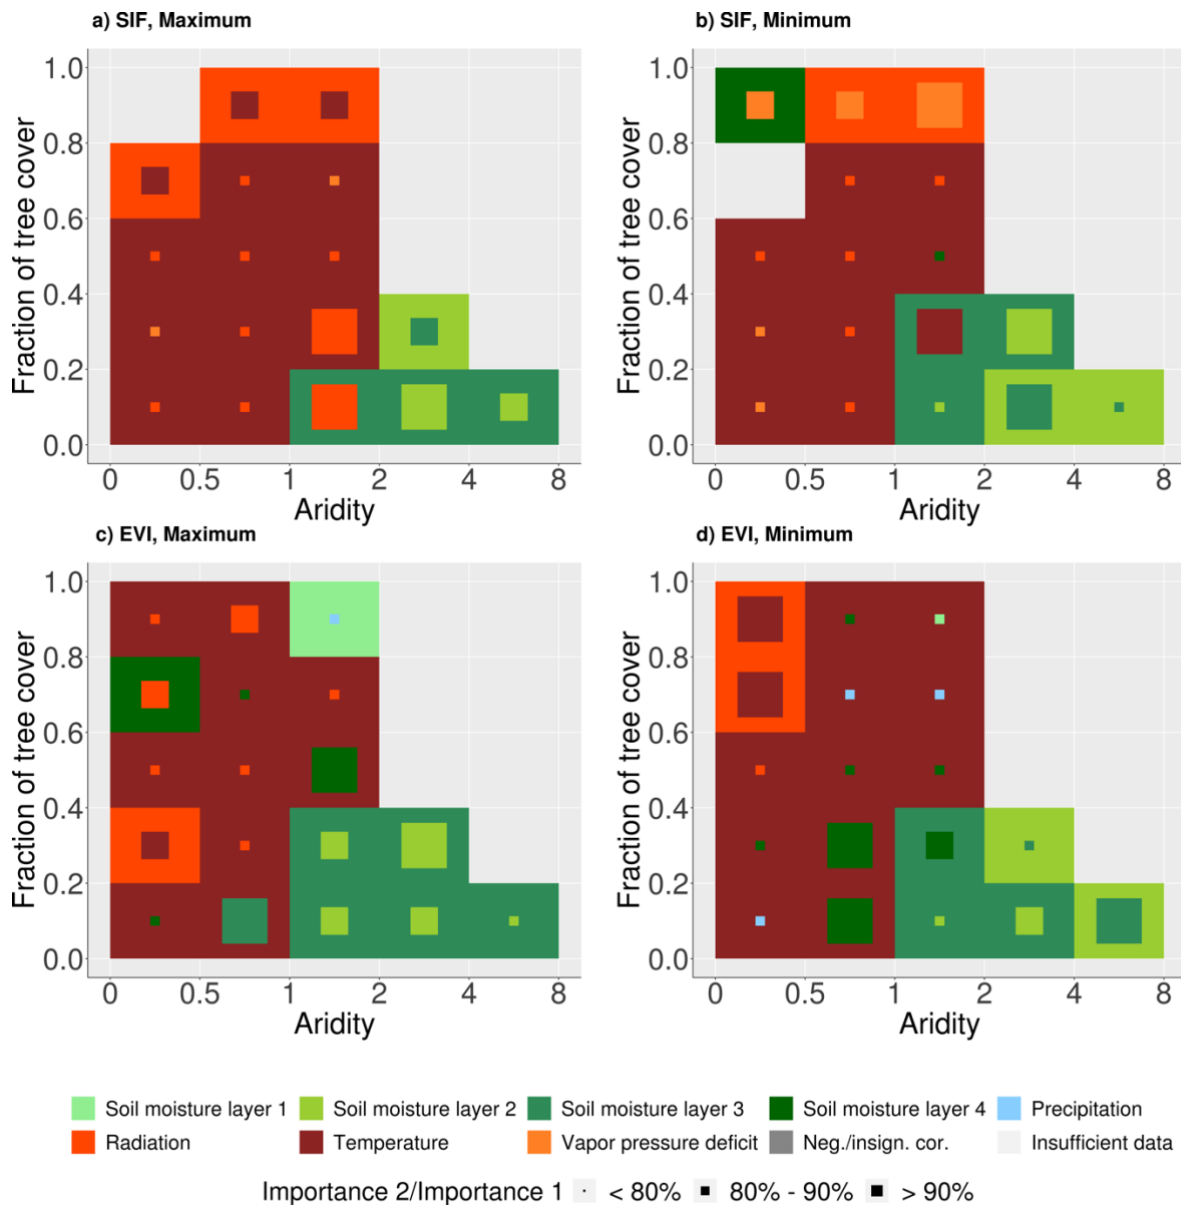 a) SIF, Maximum
b) SIF, Minimum
Fraction of tree cover
1.0
0.8
0.6
0.4
0.2
0.0
0 0.5 1 2 4 8
Aridity
Fraction of tree cover
1.0
0.8
0.6
0.4
0.2
0.0
0 0.5 1 2 4 8
Aridity
c) EVI, Maximum
d) EVI, Minimum
Fraction of tree cover
1.0
0.8
0.6
0.4
0.2
0.0
0 0.5 1 2 4 8
Aridity
Fraction of tree cover
1.0
0.8
0.6
0.4
0.2
0.0
0 0.5 1 2 4 8
Aridity
Soil moisture layer 1 Soil moisture layer 2 Soil moisture layer 3 Soil moisture layer 4 Precipitation
Radiation Temperature Vapor pressure deficit Neg./insign. cor. Insufficient data
Importance 2/Importance 1 < 80% 80% - 90% > 90%